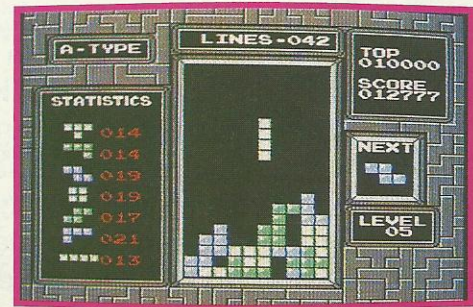 A-TYPE
LINES-042
TOP
010000
SCORE
012777
STATISTICS
014
014
019
019
017
021
013
NEXT
LEVEL
05